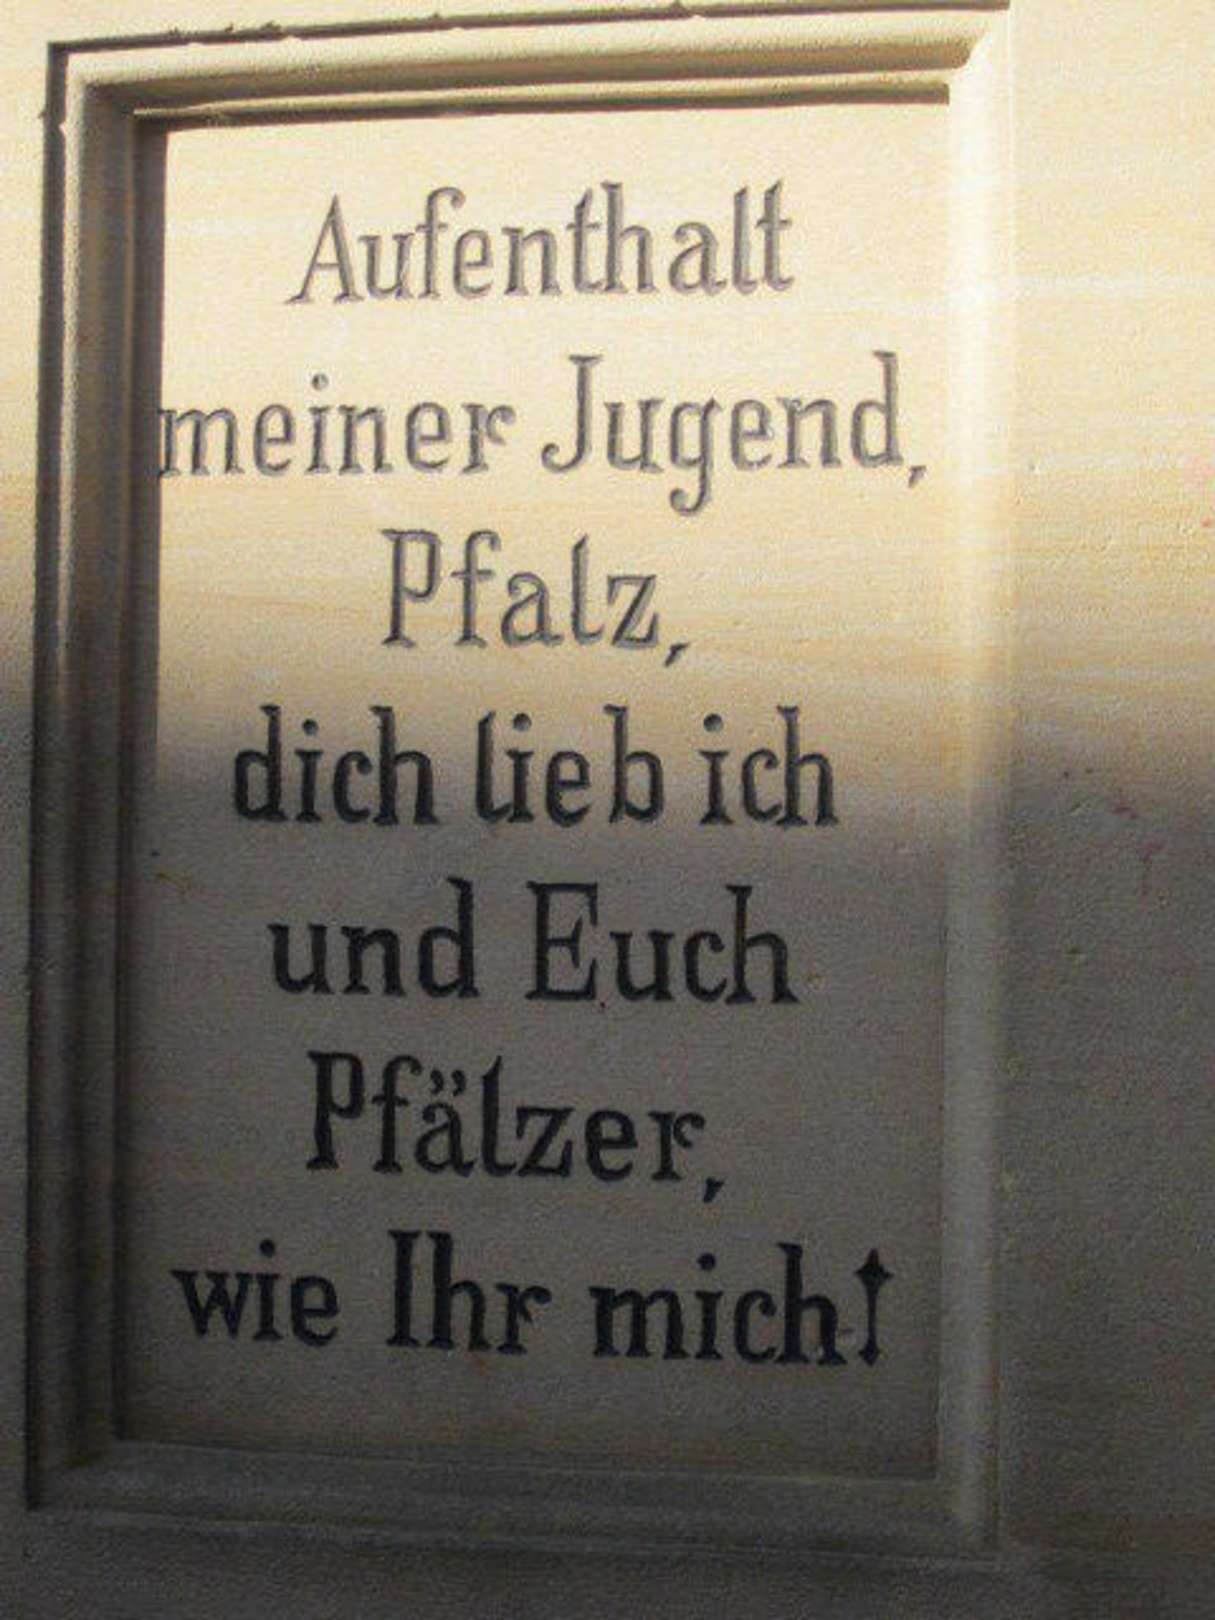 Aufenthalt
meiner Jugend,
Pfalz,
dich lieb ich
und Euch
Pfälzer,
wie Ihr mich!